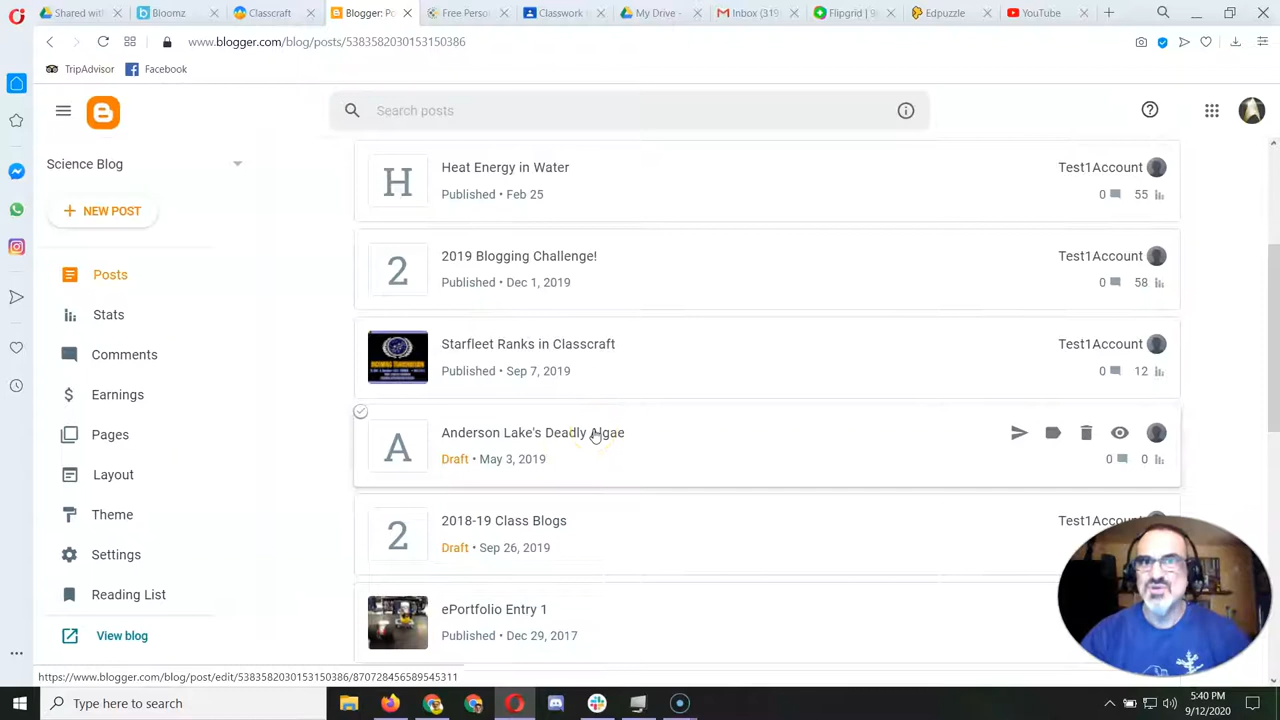 Shared with
Bloomz
Classcraft
Blogger: Po
Free Perso
Classwork
My Drive -
Inbox (319
Flipgrid | 9
Edpuzzle
YouTube
www.blogger.com/blog/posts/5383582030153150386
TripAdvisor
Facebook
Search posts
Science Blog
NEW POST
Posts
Stats
Comments
Earnings
Pages
Layout
Theme
Settings
Reading List
View blog
H
Heat Energy in Water
Published • Feb 25
Test1Account
0 55
2
2019 Blogging Challenge!
Published • Dec 1, 2019
Test1Account
0 58
Starfleet Ranks in Classcraft
Published • Sep 7, 2019
Test1Account
0 12
A
Anderson Lake's Deadly Algae
Draft • May 3, 2019
0 0
2
2018-19 Class Blogs
Draft • Sep 26, 2019
Test1Accou
ePortfolio Entry 1
Published • Dec 29, 2017
https://www.blogger.com/blog/post/edit/5383582030153150386/870728456589545311
Type here to search
5:40 PM
9/12/2020